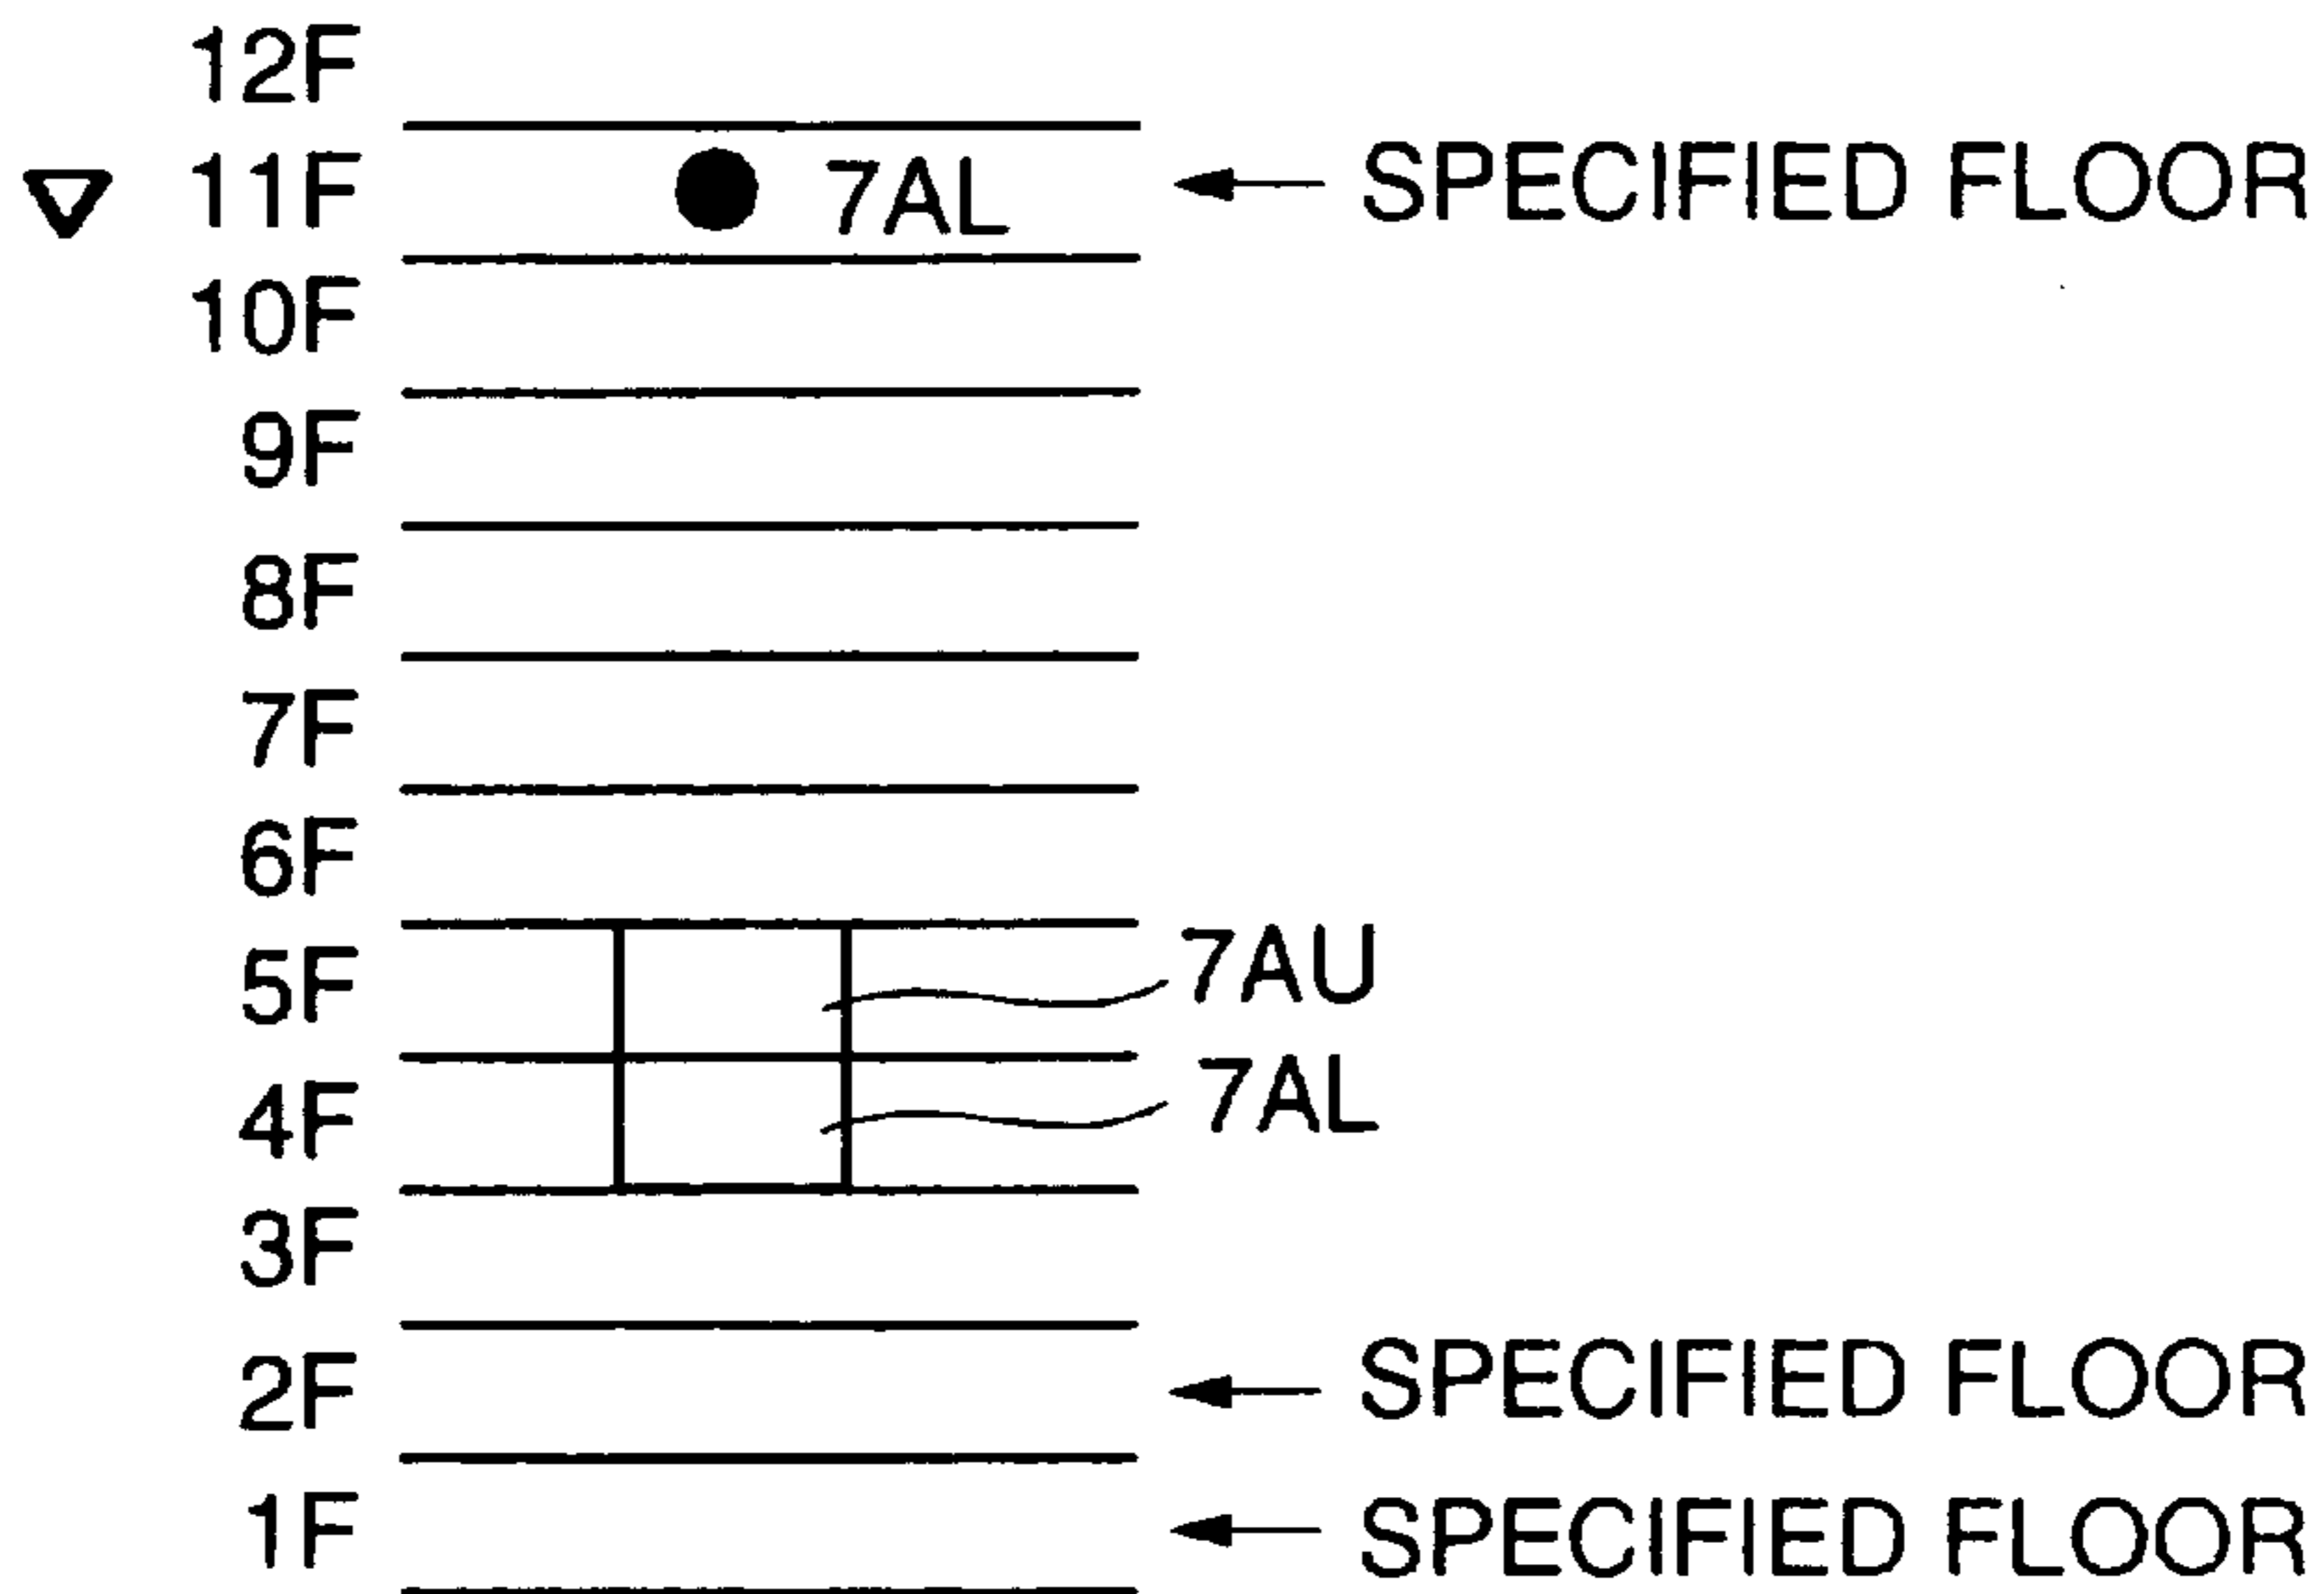 12F
11F 7AL SPECIFIED FLOOR
10F
9F
8F
7F
6F
5F 7AU
4F 7AL
3F
2F SPECIFIED FLOOR
1F SPECIFIED FLOOR